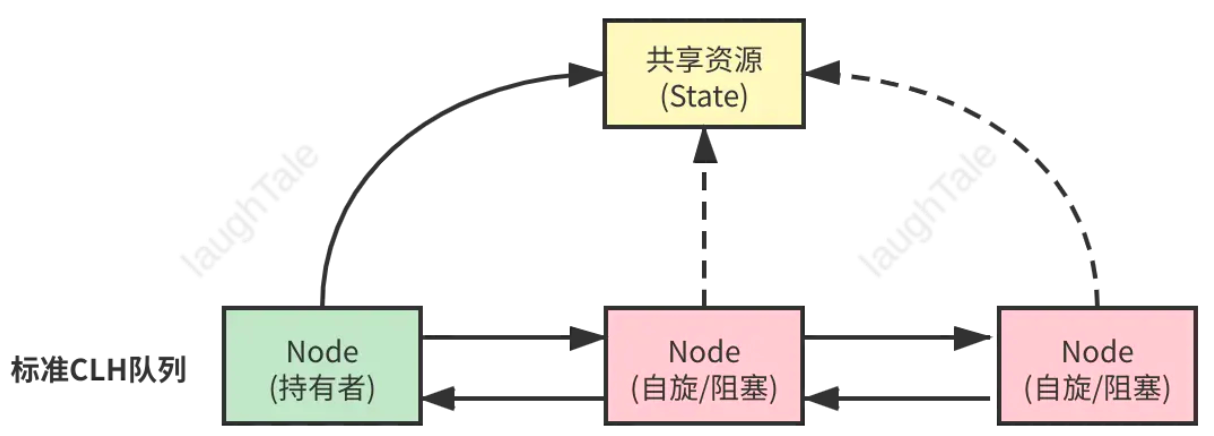 共享资源
(State)
laughTale
laughTale
标准CLH队列
Node
(持有者)
Node
(自旋/阻塞)
Node
(自旋/阻塞)